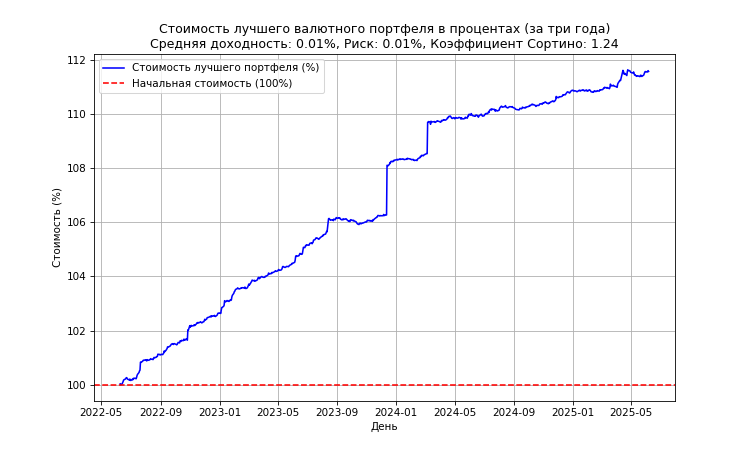 Стоимость лучшего валютного портфеля в процентах (за три года)
Средняя доходность: 0.01%, Риск: 0.01%, Коэффициент Сортино: 1.24
Стоимость лучшего портфеля (%)
Начальная стоимость (100%)
Стоимость (%)
112
110
108
106
104
102
100
2022-05 2022-09 2023-01 2023-05 2023-09 2024-01 2024-05 2024-09 2025-01 2025-05
День